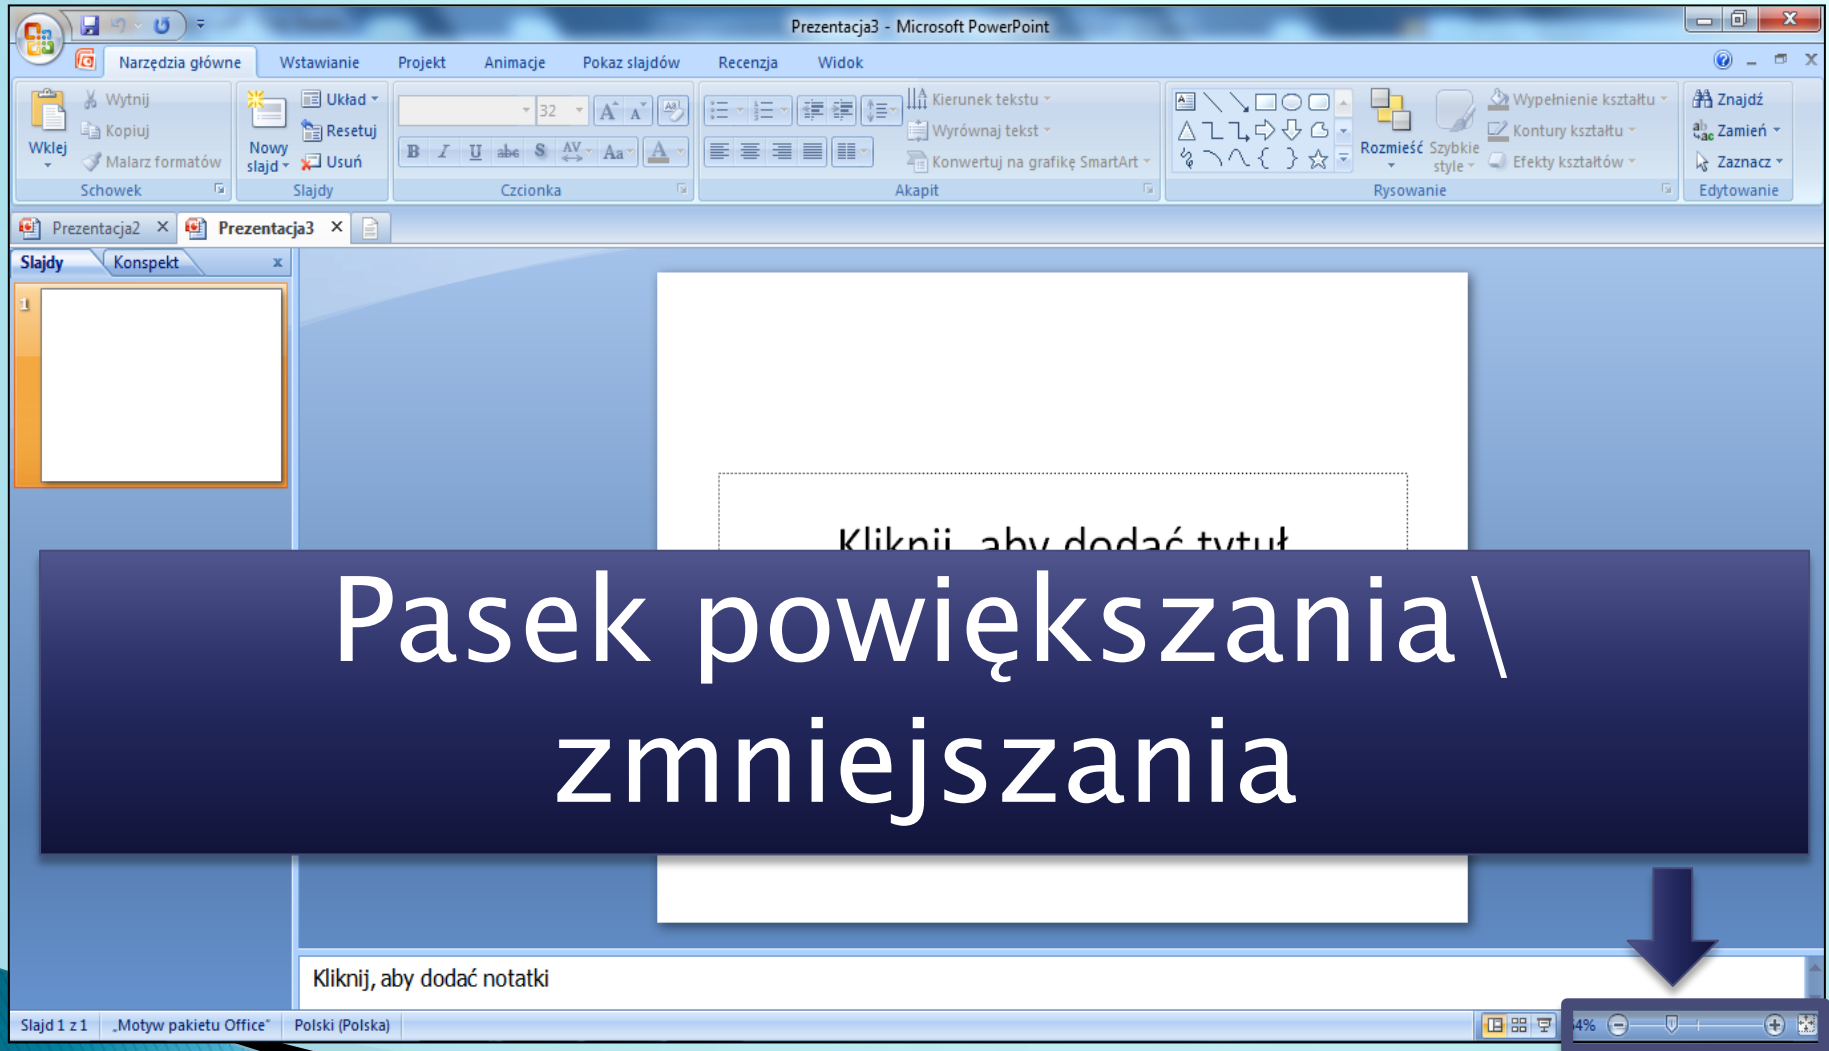 Prezentacja3 - Microsoft PowerPoint
Narzędzia główne Wstawianie Projekt Animacje Pokaz slajdów Recenzja Widok
Wklej
Wytnij
Kopiuj
Malarz formatów
Schowek
Nowy slajd
Układ
Resetuj
Usuń
Slajdy
32
B I U abc S AV Aa A
Czcionka
Kierunek tekstu
Wyrównaj tekst
Konwertuj na grafikę SmartArt
Akapit
Rozmieść
Szybkie style
Wypełnienie kształtu
Kontury kształtu
Efekty kształtów
Rysowanie
Znajdź
Zamień
Zaznacz
Edytowanie
Prezentacja2 Prezentacja3
Slajdy Konspekt
1
Kliknij, aby dodać tytuł
Pasek powiększania\
zmniejszania
Kliknij, aby dodać notatki
Slajd 1 z 1 „Motyw pakietu Office” Polski (Polska)